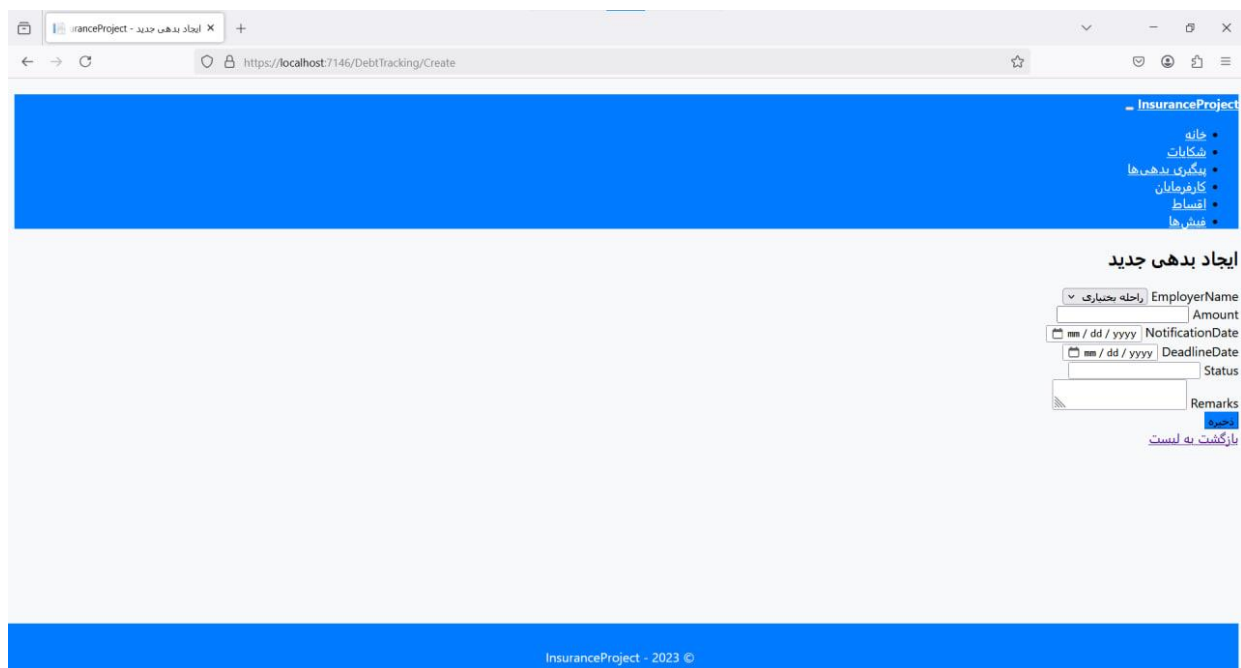 ایجاد بدهی جدید - InsuranceProject
https://localhost:7146/DebtTracking/Create
InsuranceProject
خانه
شکایات
پیگیری بدهی‌ها
کارفرمایان
اقساط
فیش‌ها
ایجاد بدهی جدید
EmployerName راحله بختیاری
Amount
NotificationDate mm / dd / yyyy
DeadlineDate mm / dd / yyyy
Status
Remarks
ذخیره
بازگشت به لیست
InsuranceProject - 2023 ©